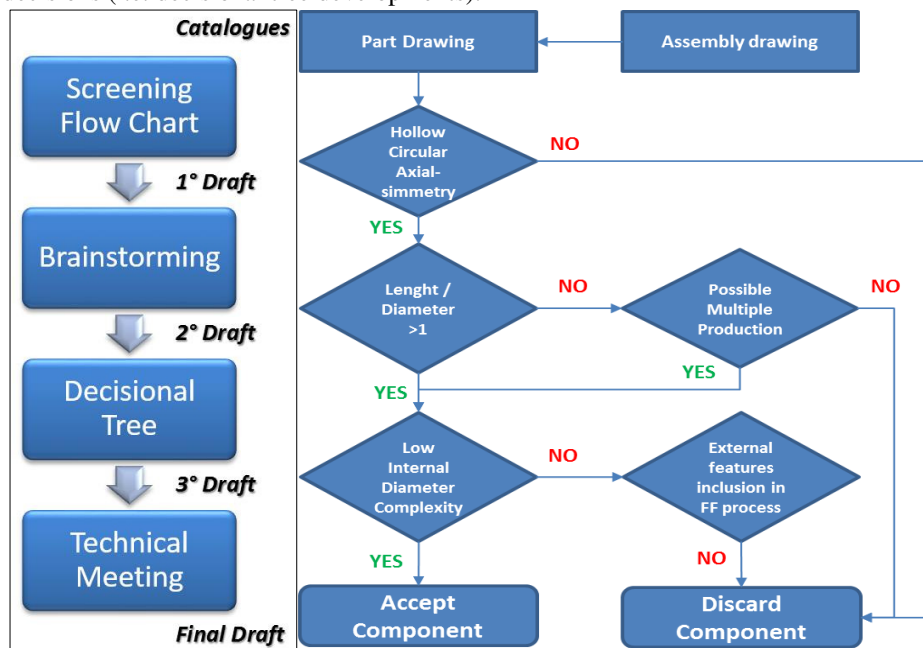 Catalogues
Screening
Flow Chart
1° Draft
Brainstorming
2° Draft
Decisional
Tree
3° Draft
Technical
Meeting
Final Draft
Part Drawing
Assembly drawing
Hollow
Circular
Axial-
simmetry
NO
YES
Lenght /
Diameter
>1
NO
Possible
Multiple
Production
NO
YES
YES
Low
Internal
Diameter
Complexity
NO
External
features
inclusion in
FF process
YES
NO
Accept
Component
Discard
Component